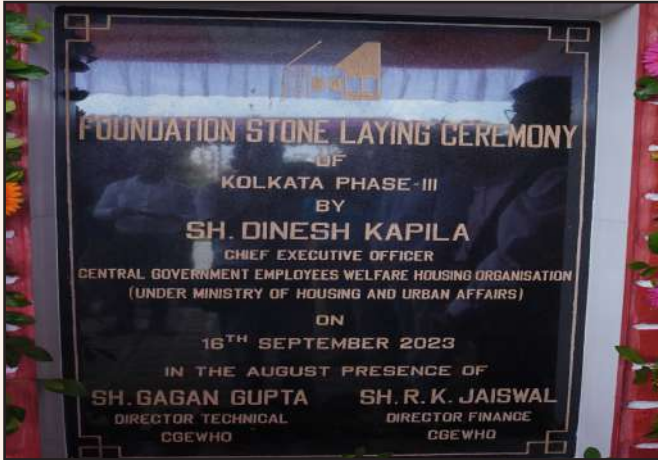 FOUNDATION STONE LAYING CEREMONY
OF
KOLKATA PHASE-III
BY
SH. DINESH KAPILA
CHIEF EXECUTIVE OFFICER
CENTRAL GOVERNMENT EMPLOYEES WELFARE HOUSING ORGANISATION
(UNDER MINISTRY OF HOUSING AND URBAN AFFAIRS)
ON
16TH SEPTEMBER 2023
IN THE AUGUST PRESENCE OF
SH. GAGAN GUPTA SH. R. K. JAISWAL
DIRECTOR TECHNICAL DIRECTOR FINANCE
CGEWHO CGEWHO